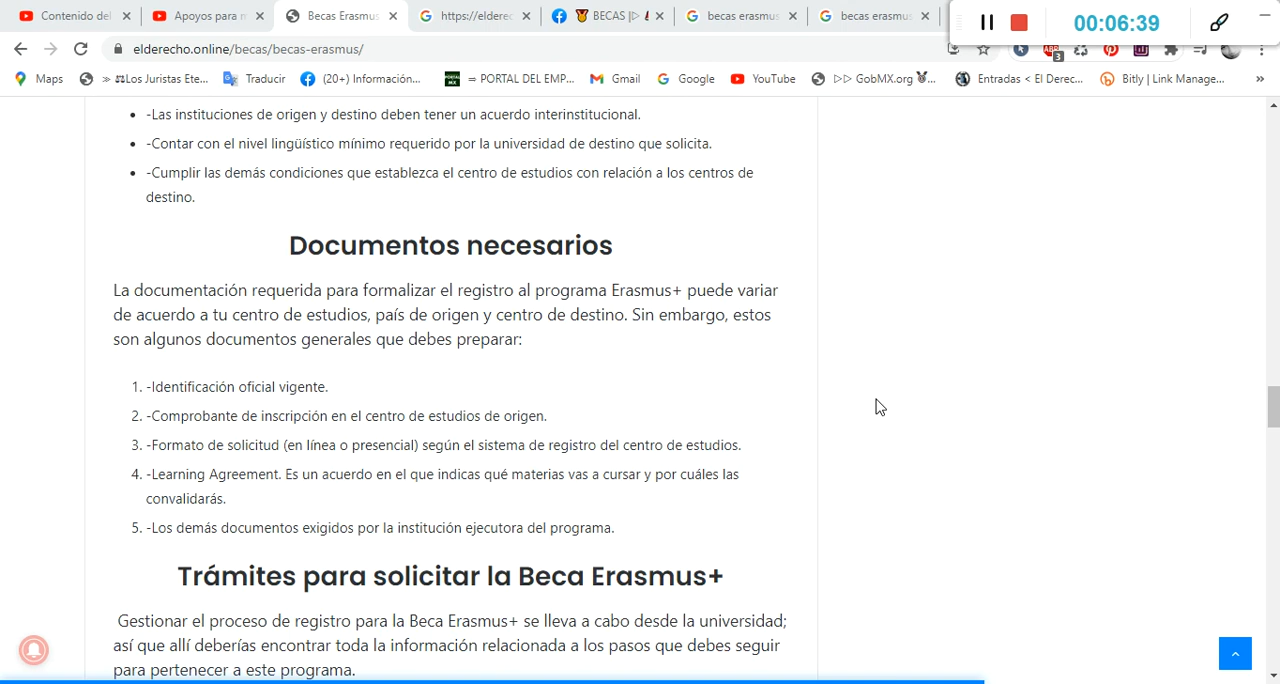 Contenido del
Apoyos para m
Becas Erasmus
https://eldere
BECAS |▷
becas erasmus
becas erasmus
00:06:39
elderecho.online/becas/becas-erasmus/
Maps
» ⚖Los Juristas Ete...
Traducir
(20+) Información...
⇒ PORTAL DEL EMP...
Gmail
Google
YouTube
▷▷ GobMX.org
Entradas < El Derec...
Bitly | Link Manage...
»
• -Las instituciones de origen y destino deben tener un acuerdo interinstitucional.
• -Contar con el nivel lingüístico mínimo requerido por la universidad de destino que solicita.
• -Cumplir las demás condiciones que establezca el centro de estudios con relación a los centros de
destino.
Documentos necesarios
La documentación requerida para formalizar el registro al programa Erasmus+ puede variar
de acuerdo a tu centro de estudios, país de origen y centro de destino. Sin embargo, estos
son algunos documentos generales que debes preparar:
1. -Identificación oficial vigente.
2. -Comprobante de inscripción en el centro de estudios de origen.
3. -Formato de solicitud (en línea o presencial) según el sistema de registro del centro de estudios.
4. -Learning Agreement. Es un acuerdo en el que indicas qué materias vas a cursar y por cuáles las
convalidarás.
5. -Los demás documentos exigidos por la institución ejecutora del programa.
Trámites para solicitar la Beca Erasmus+
Gestionar el proceso de registro para la Beca Erasmus+ se lleva a cabo desde la universidad;
así que allí deberías encontrar toda la información relacionada a los pasos que debes seguir
para pertenecer a este programa.